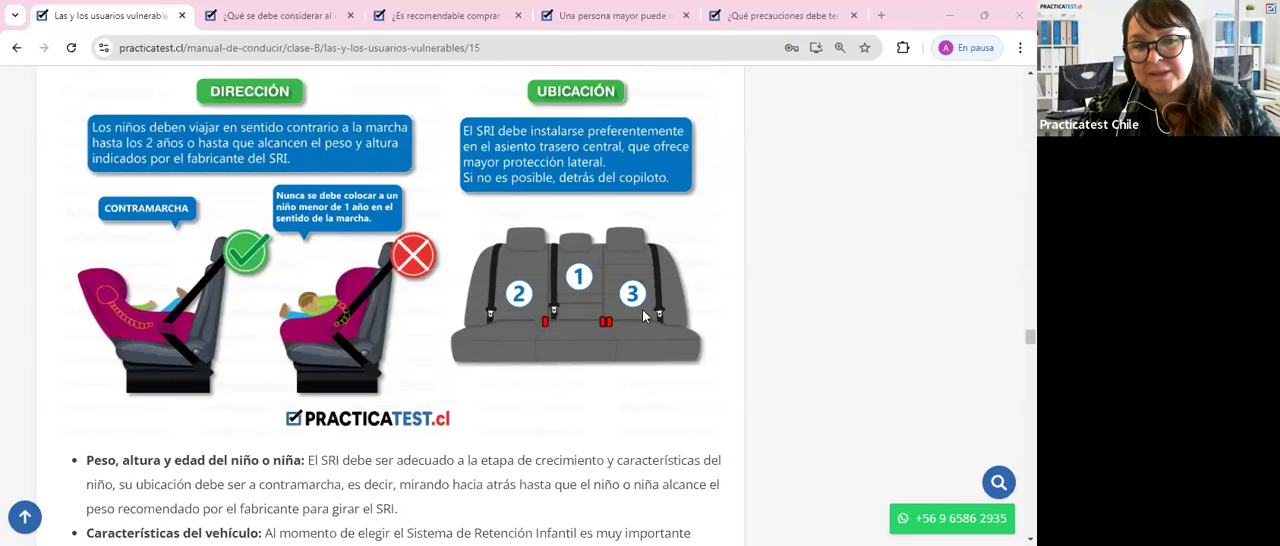 Las y los usuarios vulnerable
¿Qué se debe considerar al
¿Es recomendable comprar
Una persona mayor puede
¿Qué precauciones debe te
practicatest.cl/manual-de-conducir/clase-B/las-y-los-usuarios-vulnerables/15
A
En pausa
PRACTICATEST.cl
Practicatest Chile
DIRECCIÓN
Los niños deben viajar en sentido contrario a la marcha
hasta los 2 años o hasta que alcancen el peso y altura
indicados por el fabricante del SRI.
CONTRAMARCHA
Nunca se debe colocar a un
niño menor de 1 año en el
sentido de la marcha.
UBICACIÓN
El SRI debe instalarse preferentemente
en el asiento trasero central, que ofrece
mayor protección lateral.
Si no es posible, detrás del copiloto.
2
1
3
PRACTICATEST.cl
Peso, altura y edad del niño o niña: El SRI debe ser adecuado a la etapa de crecimiento y características del
niño, su ubicación debe ser a contramarcha, es decir, mirando hacia atrás hasta que el niño o niña alcance el
peso recomendado por el fabricante para girar el SRI.
Características del vehículo: Al momento de elegir el Sistema de Retención Infantil es muy importante
+56 9 6586 2935